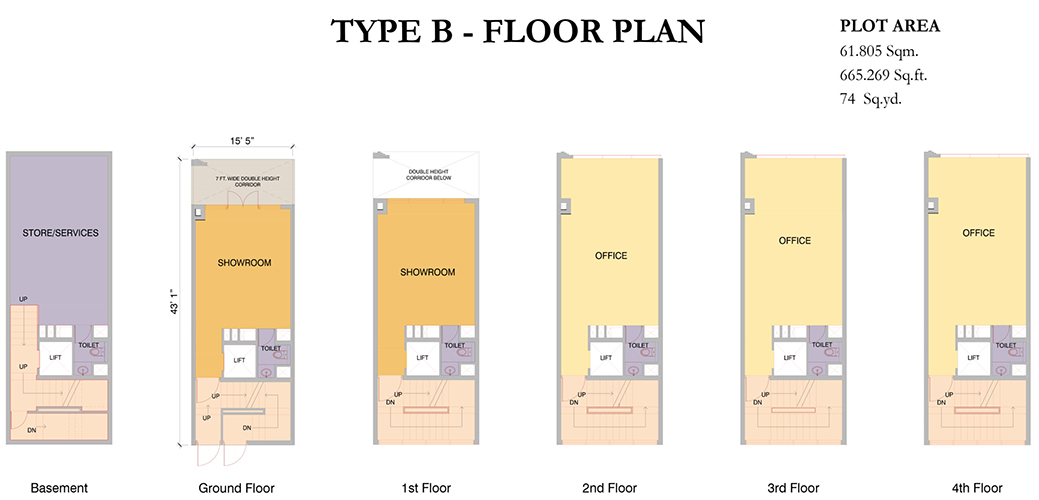 TYPE B - FLOOR PLAN
PLOT AREA
61.805 Sqm.
665.269 Sq.ft.
74 Sq.yd.
STORE/SERVICES
UP
LIFT
TOILET
UP
DN
Basement
15' 5"
43' 1"
7 FT. WIDE DOUBLE HEIGHT
CORRIDOR
SHOWROOM
LIFT
TOILET
UP
UP
DN
Ground Floor
DOUBLE HEIGHT
CORRIDOR BELOW
SHOWROOM
LIFT
TOILET
UP
DN
1st Floor
OFFICE
LIFT
TOILET
UP
DN
2nd Floor
OFFICE
LIFT
TOILET
UP
DN
3rd Floor
OFFICE
LIFT
TOILET
UP
DN
4th Floor